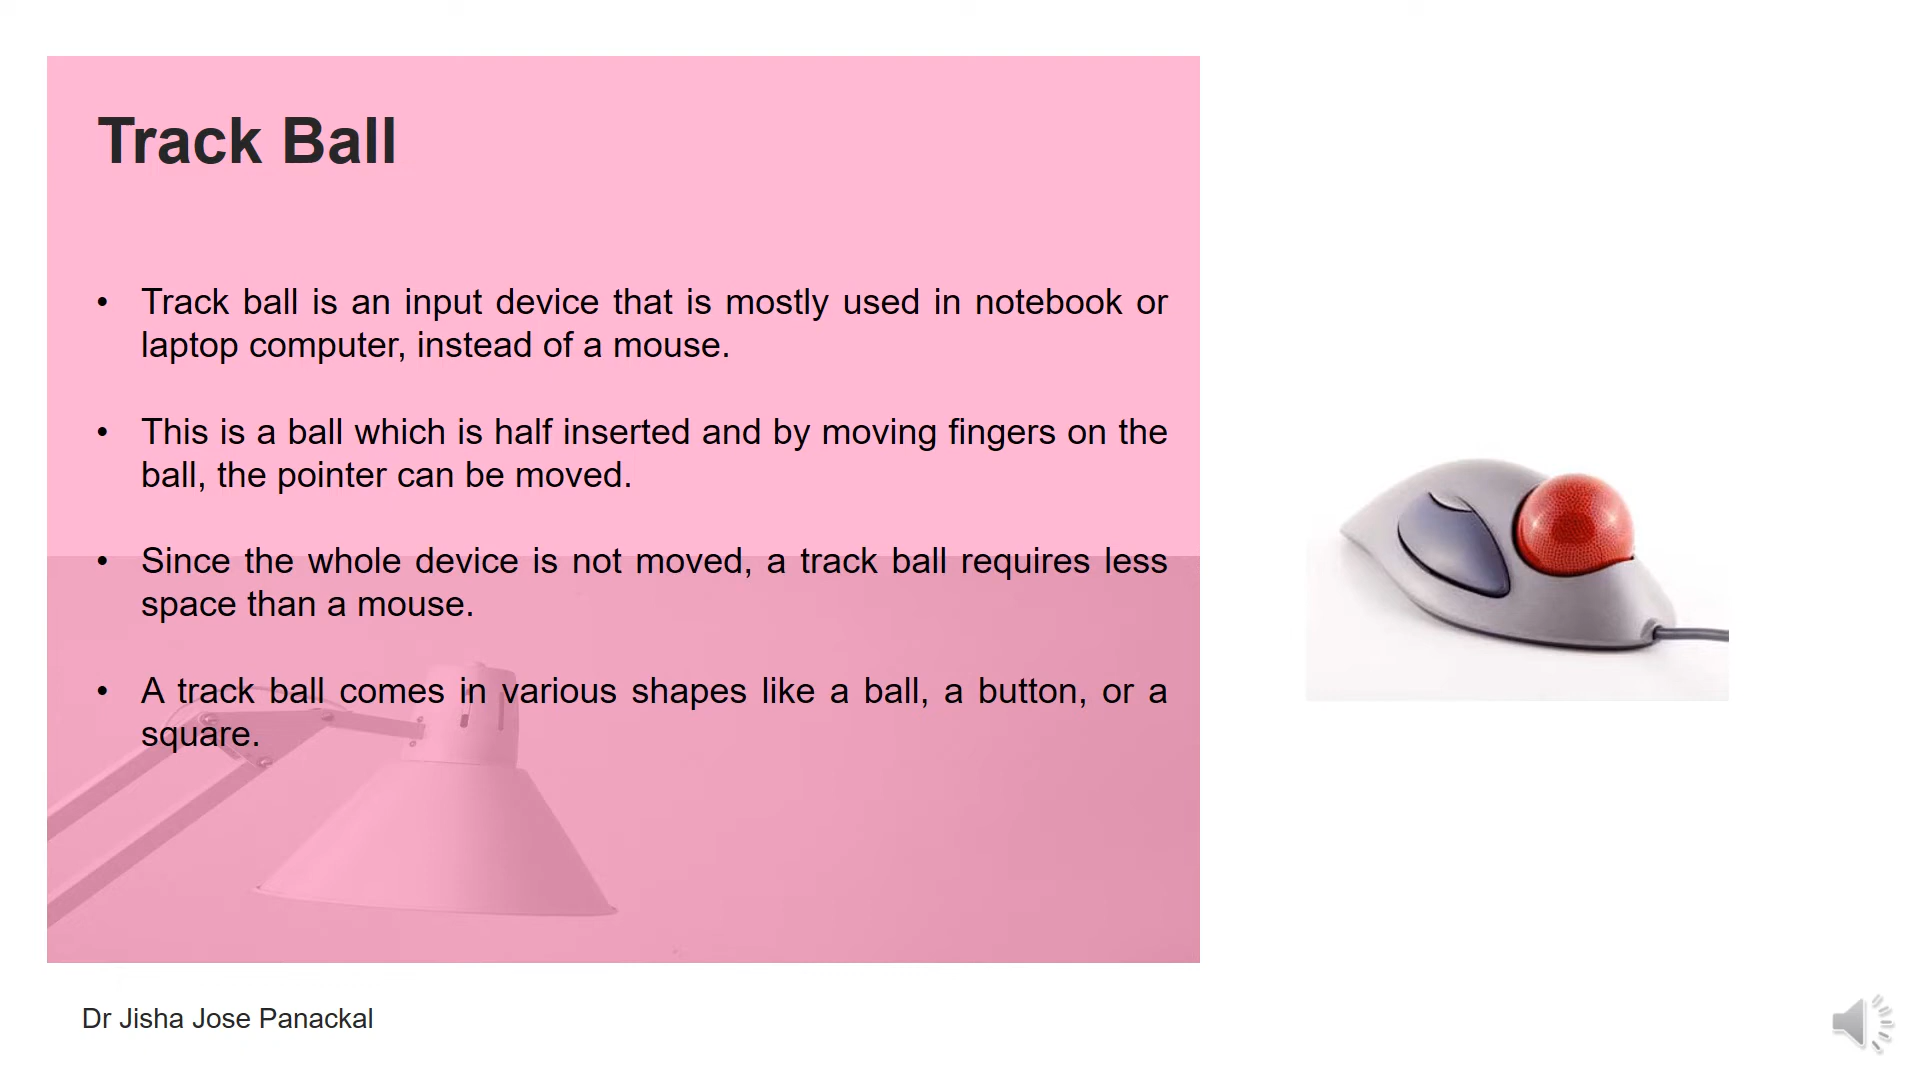 Track Ball
• Track ball is an input device that is mostly used in notebook or
laptop computer, instead of a mouse.
• This is a ball which is half inserted and by moving fingers on the
ball, the pointer can be moved.
• Since the whole device is not moved, a track ball requires less
space than a mouse.
• A track ball comes in various shapes like a ball, a button, or a
square.
Dr Jisha Jose Panackal